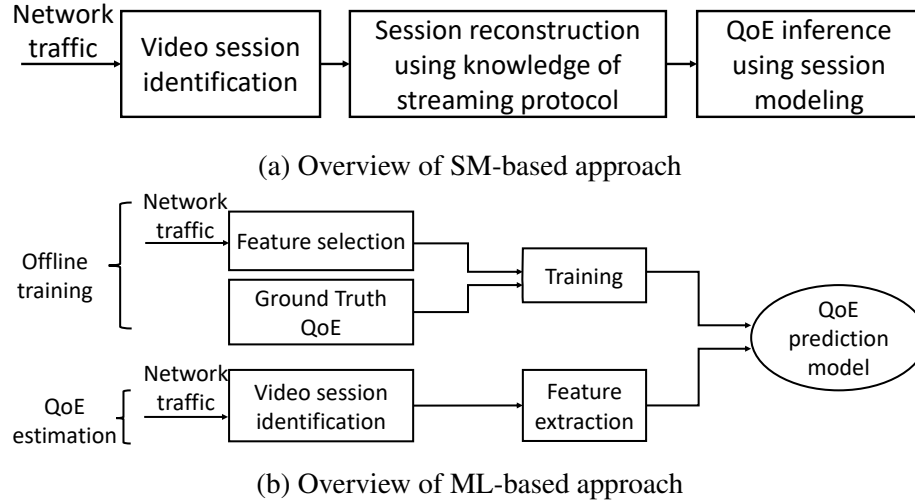 Network
traffic
Video session
identification
Session reconstruction
using knowledge of
streaming protocol
QoE inference
using session
modeling
(a) Overview of SM-based approach
Offline
training
Network
traffic
Feature selection
Ground Truth
QoE
Training
QoE
prediction
model
QoE
estimation
Network
traffic
Video session
identification
Feature
extraction
(b) Overview of ML-based approach